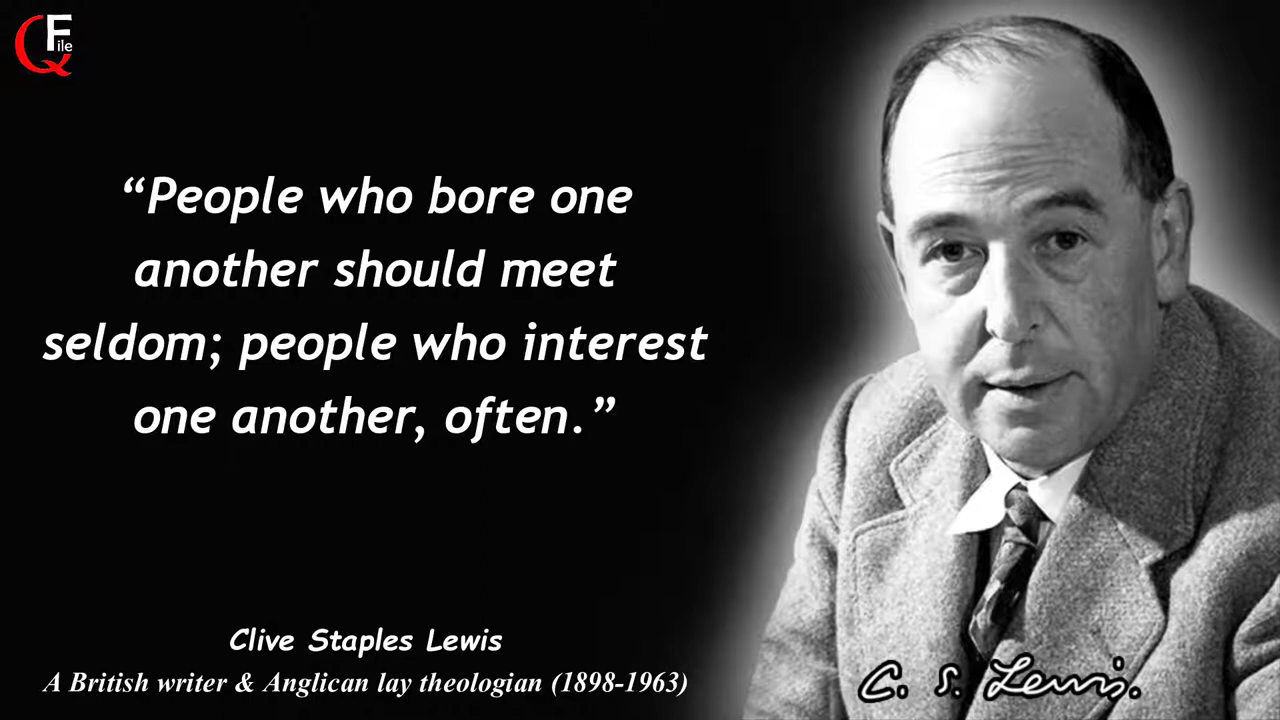 QFile
“People who bore one
another should meet
seldom; people who interest
one another, often.”
Clive Staples Lewis
A British writer & Anglican lay theologian (1898-1963)
C. S. Lewis.